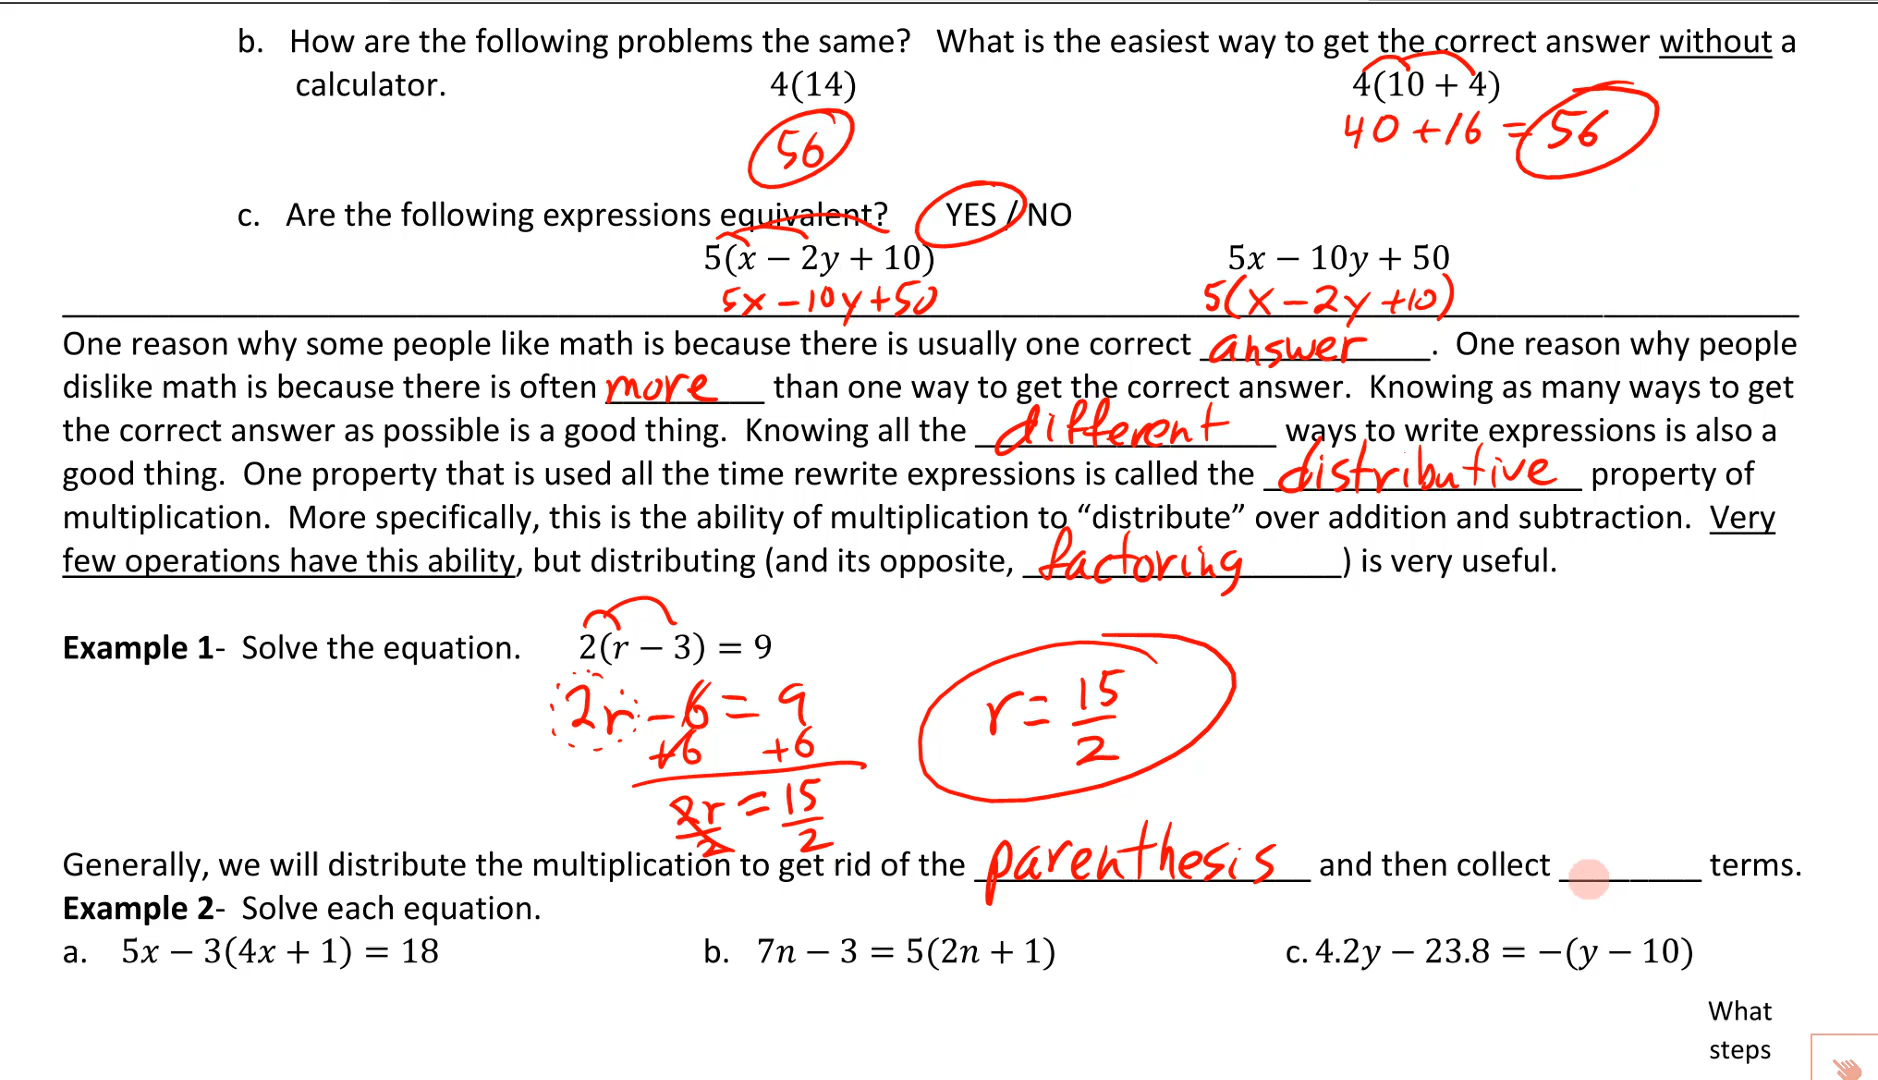 b. How are the following problems the same? What is the easiest way to get the correct answer without a
calculator. 4(14) 4(10 + 4)
56 40 + 16 = 56
c. Are the following expressions equivalent? YES / NO
5(x − 2y + 10) 5x − 10y + 50
5x − 10y + 50 5(x − 2y + 10)
One reason why some people like math is because there is usually one correct answer. One reason why people
dislike math is because there is often more than one way to get the correct answer. Knowing as many ways to get
the correct answer as possible is a good thing. Knowing all the different ways to write expressions is also a
good thing. One property that is used all the time rewrite expressions is called the distributive property of
multiplication. More specifically, this is the ability of multiplication to “distribute” over addition and subtraction. Very
few operations have this ability, but distributing (and its opposite, factoring) is very useful.
Example 1- Solve the equation. 2(r − 3) = 9
2r − 6 = 9 r = 15/2
+6 +6
2r/2 = 15/2
Generally, we will distribute the multiplication to get rid of the parenthesis and then collect ________ terms.
Example 2- Solve each equation.
a. 5x − 3(4x + 1) = 18 b. 7n − 3 = 5(2n + 1) c. 4.2y − 23.8 = −(y − 10)
What
steps